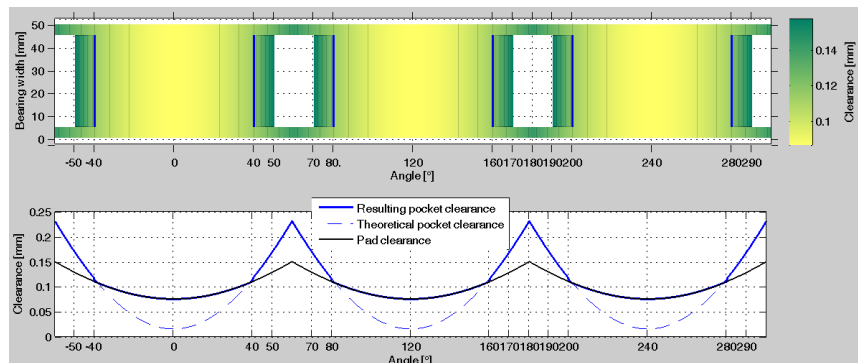 Bearing width [mm]
50
40
30
20
10
0
-50 -40 0 40 50 70 80. 120 160170180190200 240 280290
Angle [°]
0.14
0.1
Clearance [mm]
Clearance [mm]
0.25
0.2
0.15
0.1
0.05
0
Resulting pocket clearance
Theoretical pocket clearance
Pad clearance
-50 -40 0 40 50 70 80 120 160170180190200 240 280290
Angle [°]